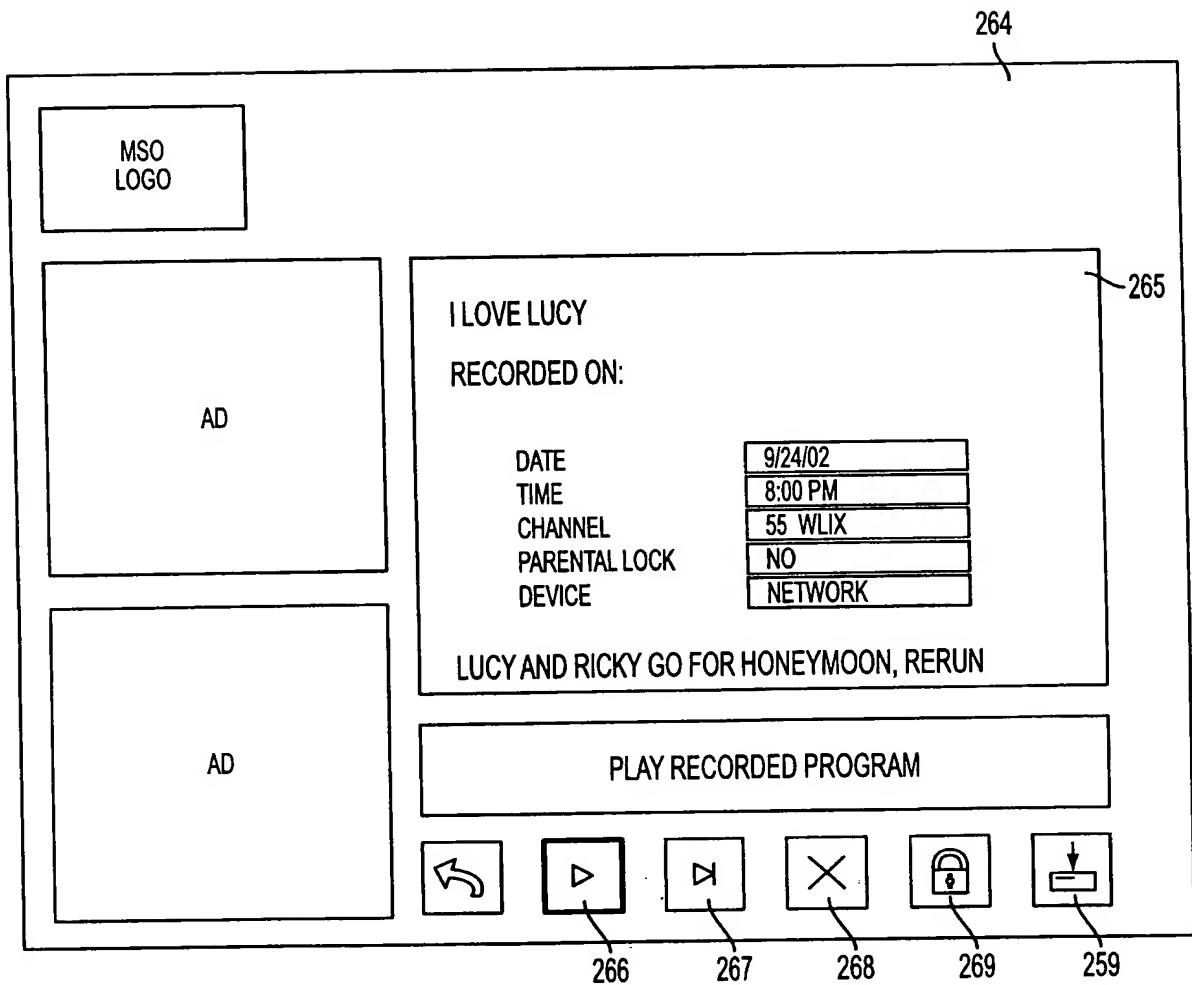 264
MSO
LOGO
265
I LOVE LUCY
RECORDED ON:
AD
DATE 9/24/02
TIME 8:00 PM
CHANNEL 55 WLIX
PARENTAL LOCK NO
DEVICE NETWORK
LUCY AND RICKY GO FOR HONEYMOON, RERUN
AD
PLAY RECORDED PROGRAM
266 267 268 269 259